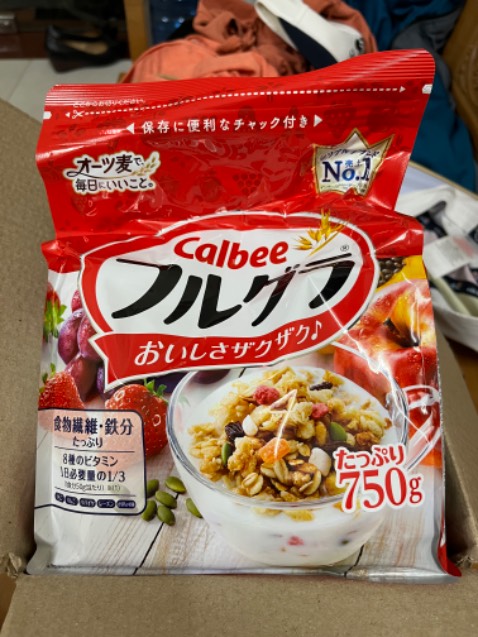 ◀保存に便利なチャック付き▶
オーツ麦で、
毎日にいいこと。
売上
No.1
Calbee
フルグラ®
おいしさザクザク♪
食物繊維・鉄分
たっぷり
8種のビタミン
1日必要量の1/3
たっぷり
750g